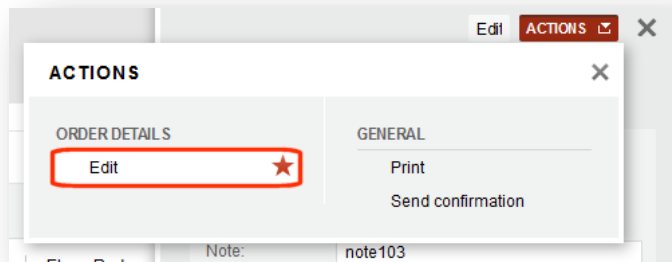 Edit ACTIONS
ACTIONS
ORDER DETAILS
Edit
GENERAL
Print
Send confirmation
Note: note103